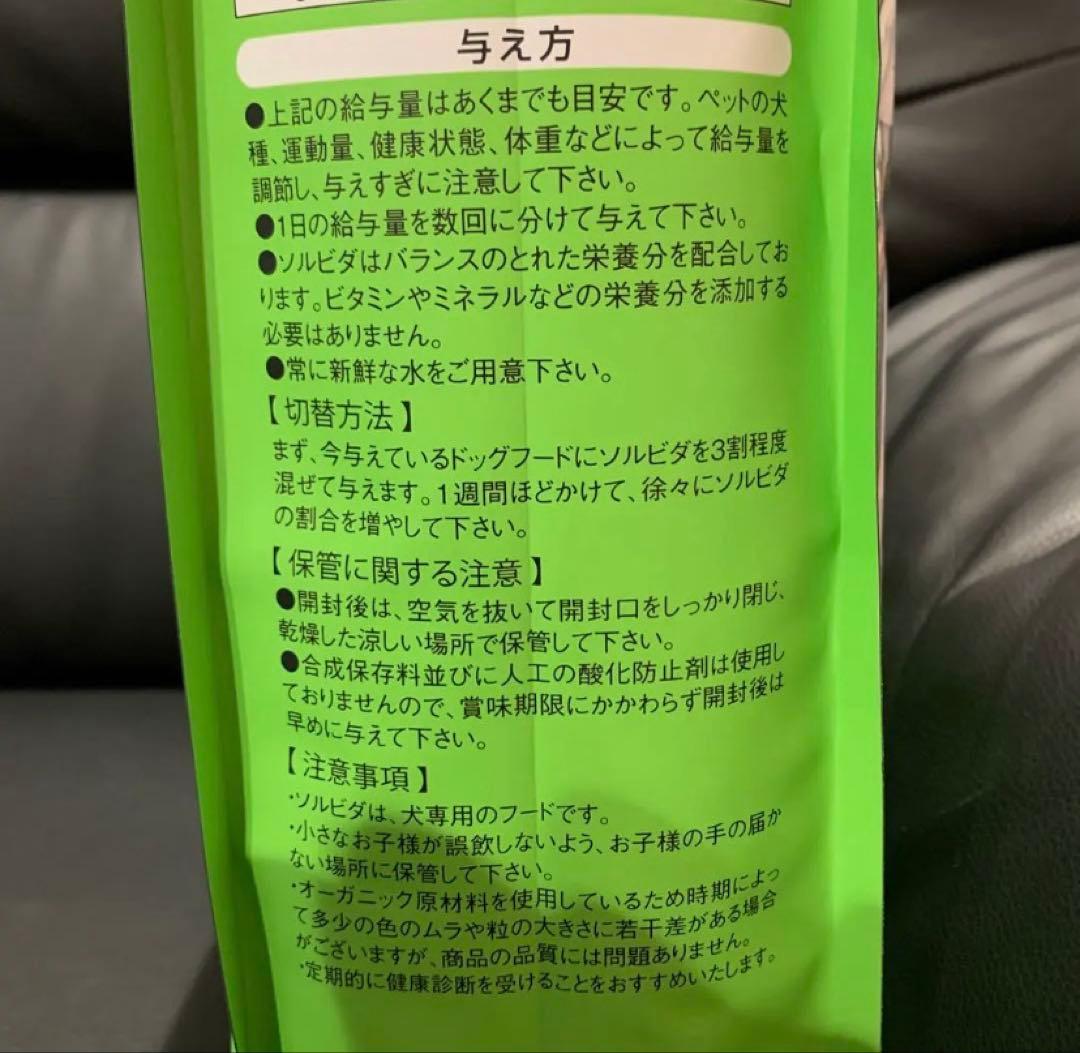 与え方
●上記の給与量はあくまでも目安です。ペットの犬
種、運動量、健康状態、体重などによって給与量を
調節し、与えすぎに注意して下さい。
●1日の給与量を数回に分けて与えて下さい。
●ソルビダはバランスのとれた栄養分を配合してお
ります。ビタミンやミネラルなどの栄養分を添加する
必要はありません。
●常に新鮮な水をご用意下さい。
【切替方法】
まず、今与えているドッグフードにソルビダを3割程度
混ぜて与えます。1週間ほどかけて、徐々にソルビダ
の割合を増やして下さい。
【保管に関する注意】
●開封後は、空気を抜いて開封口をしっかり閉じ、
乾燥した涼しい場所で保管して下さい。
●合成保存料並びに人工の酸化防止剤は使用し
ておりませんので、賞味期限にかかわらず開封後は
早めに与えて下さい。
【注意事項】
・ソルビダは、犬専用のフードです。
・小さなお子様が誤飲しないよう、お子様の手の届か
ない場所に保管して下さい。
・オーガニック原材料を使用しているため時期によっ
て多少の色のムラや粒の大きさに若干差がある場合
がございますが、商品の品質には問題ありません。
・定期的に健康診断を受けることをおすすめいたします。